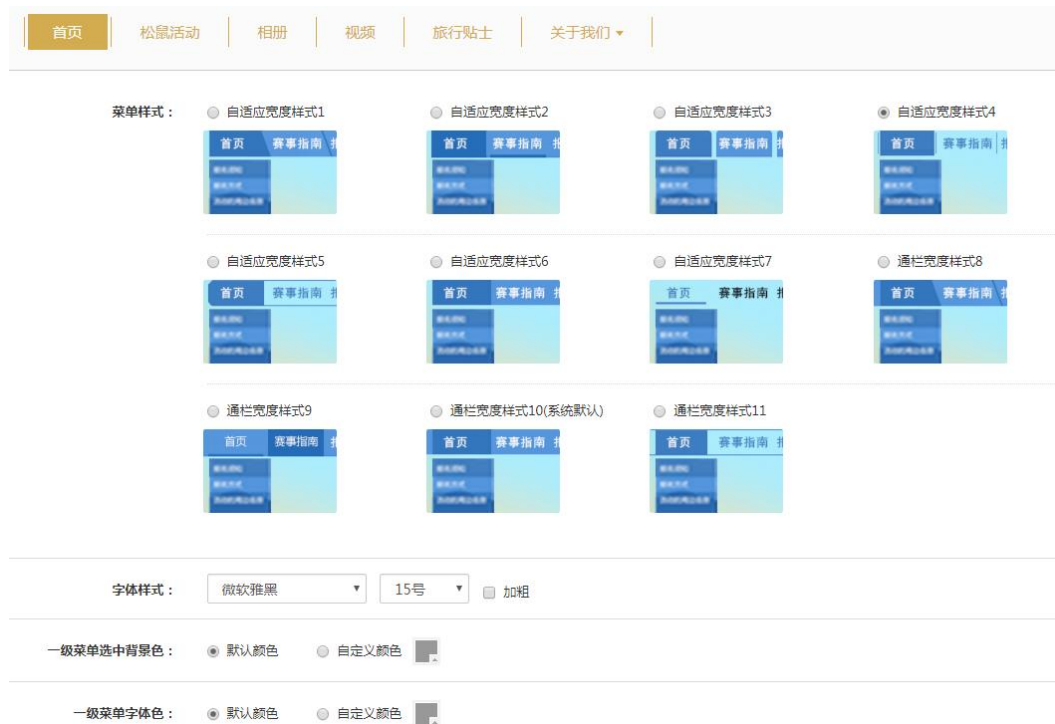 首页 松鼠活动 相册 视频 旅行贴士 关于我们
菜单样式： 自适应宽度样式1 自适应宽度样式2 自适应宽度样式3 自适应宽度样式4
首页 赛事指南 首页 赛事指南 首页 赛事指南 首页 赛事指南
自适应宽度样式5 自适应宽度样式6 自适应宽度样式7 通栏宽度样式8
首页 赛事指南 首页 赛事指南 首页 赛事指南 首页 赛事指南
通栏宽度样式9 通栏宽度样式10(系统默认) 通栏宽度样式11
首页 赛事指南 首页 赛事指南 首页 赛事指南
字体样式： 微软雅黑 15号 加粗
一级菜单选中背景色： 默认颜色 自定义颜色
一级菜单字体色： 默认颜色 自定义颜色